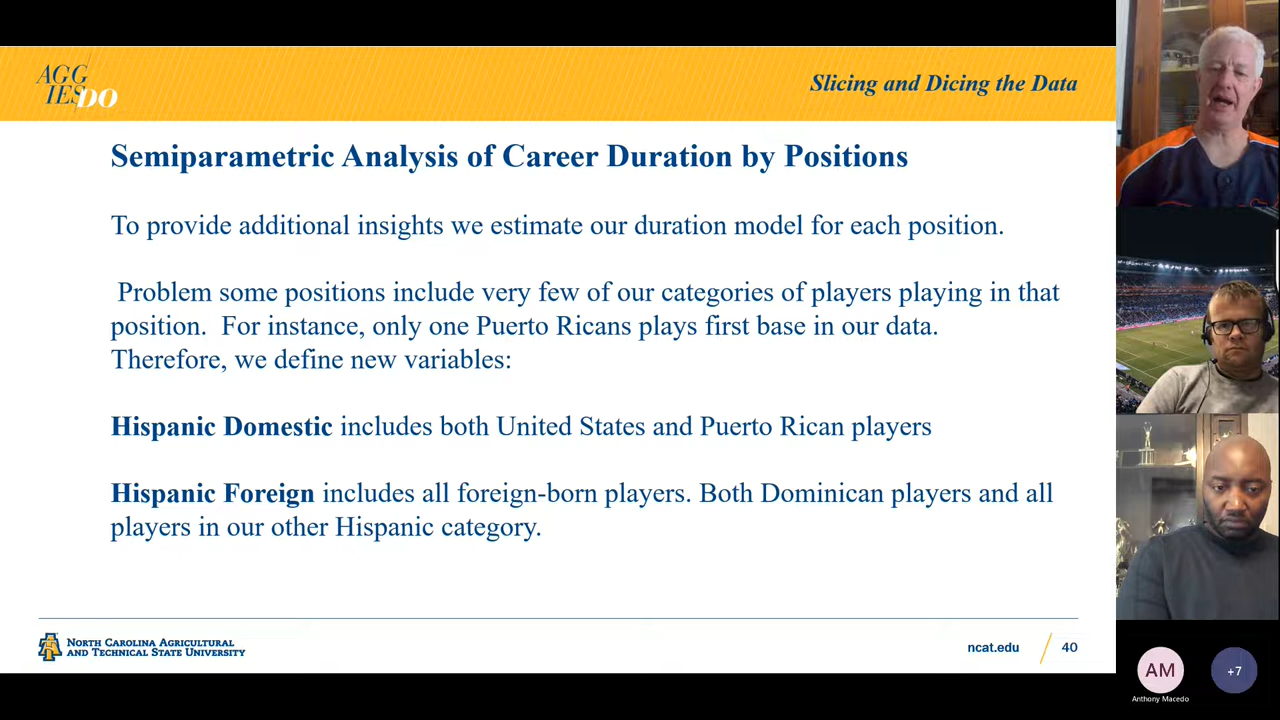 AGG
IES DO
Slicing and Dicing the Data
Semiparametric Analysis of Career Duration by Positions
To provide additional insights we estimate our duration model for each position.
Problem some positions include very few of our categories of players playing in that
position. For instance, only one Puerto Ricans plays first base in our data.
Therefore, we define new variables:
Hispanic Domestic includes both United States and Puerto Rican players
Hispanic Foreign includes all foreign-born players. Both Dominican players and all
players in our other Hispanic category.
NORTH CAROLINA AGRICULTURAL
AND TECHNICAL STATE UNIVERSITY
ncat.edu
40
AM
+7
Anthony Macedo